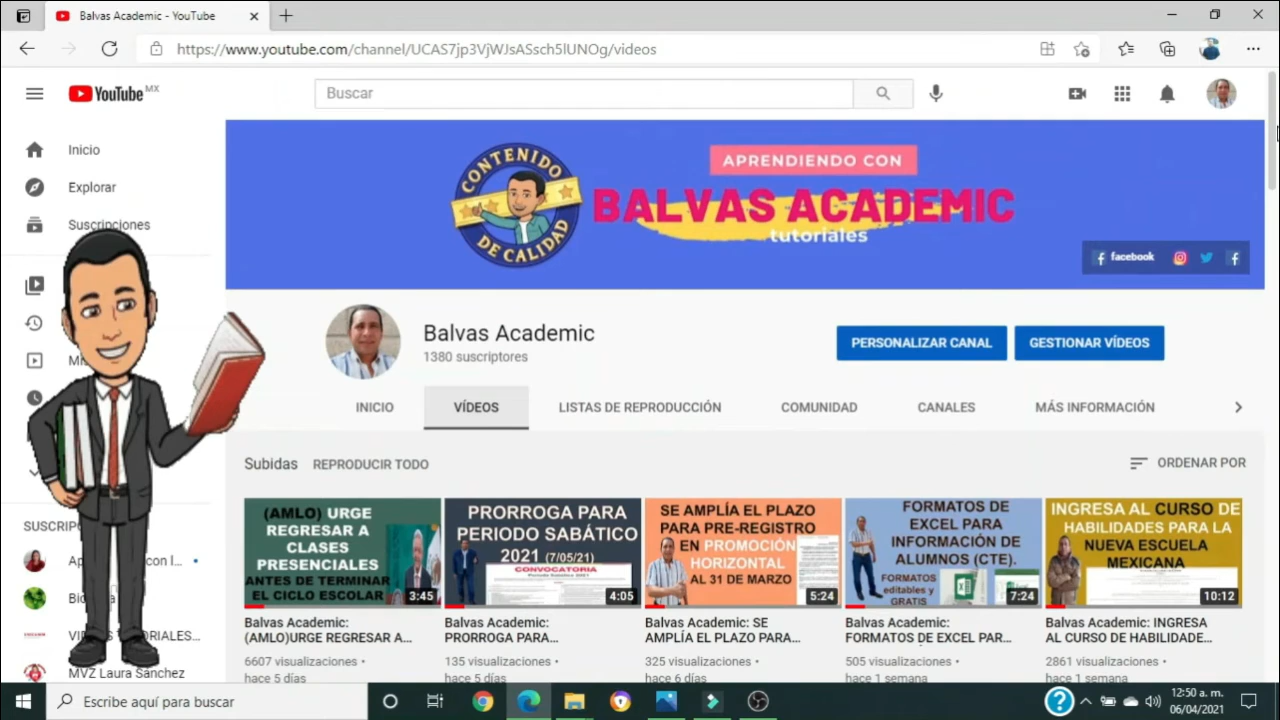 Balvas Academic - YouTube
https://www.youtube.com/channel/UCAS7jp3VjWJsASsch5lUNOg/videos
YouTube MX
Buscar
Inicio
Explorar
Suscripciones
CONTENIDO
DE CALIDAD
APRENDIENDO CON
BALVAS ACADEMIC
tutoriales
facebook
Balvas Academic
1380 suscriptores
PERSONALIZAR CANAL
GESTIONAR VÍDEOS
INICIO
VÍDEOS
LISTAS DE REPRODUCCIÓN
COMUNIDAD
CANALES
MÁS INFORMACIÓN
Subidas
REPRODUCIR TODO
ORDENAR POR
(AMLO) URGE
REGRESAR A
CLASES
PRESENCIALES
ANTES DE TERMINAR
EL CICLO ESCOLAR
3:45
Balvas Academic:
(AMLO)URGE REGRESAR A...
6607 visualizaciones •
hace 5 días
PRORROGA PARA
PERIODO SABÁTICO
2021 (7/05/21)
CONVOCATORIA
4:05
Balvas Academic:
PRORROGA PARA...
135 visualizaciones •
hace 5 días
SE AMPLÍA EL PLAZO
PARA PRE-REGISTRO
EN PROMOCIÓN
HORIZONTAL
AL 31 DE MARZO
5:24
Balvas Academic: SE
AMPLÍA EL PLAZO PARA...
325 visualizaciones •
hace 6 días
FORMATOS DE
EXCEL PARA
INFORMACIÓN DE
ALUMNOS (CTE).
FORMATOS
editables y
GRATIS
7:24
Balvas Academic:
FORMATOS DE EXCEL PAR...
505 visualizaciones •
hace 1 semana
INGRESA AL CURSO DE
HABILIDADES PARA LA
NUEVA ESCUELA
MEXICANA
10:12
Balvas Academic: INGRESA
AL CURSO DE HABILIDADE...
2861 visualizaciones •
hace 1 semana
MVZ Laura Sánchez
Escribe aquí para buscar
12:50 a. m.
06/04/2021